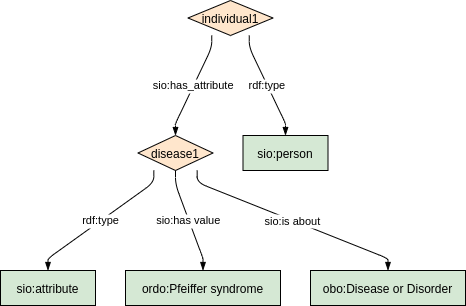 individual1
sio:has_attribute
rdf:type
disease1
sio:person
rdf:type
sio:has value
sio:is about
sio:attribute
ordo:Pfeiffer syndrome
obo:Disease or Disorder